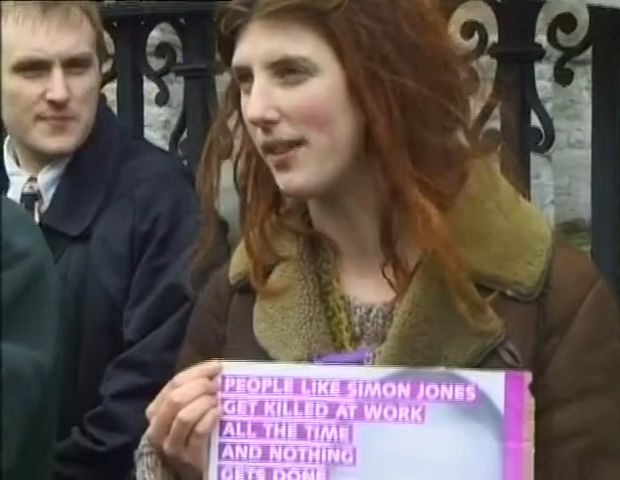 PEOPLE LIKE SIMON JONES
GET KILLED AT WORK
ALL THE TIME
AND NOTHING
GETS DONE